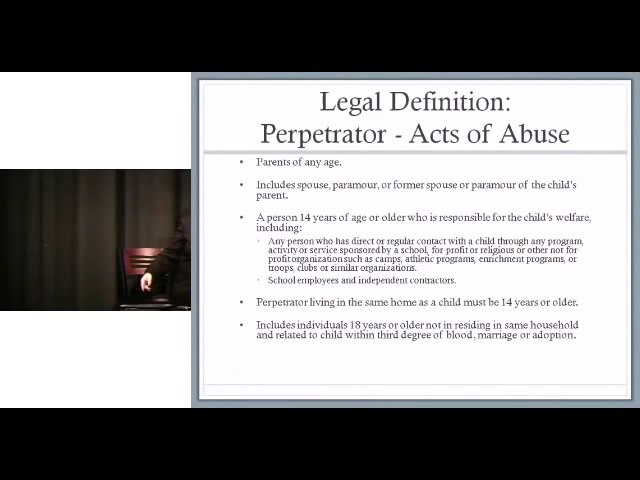 Legal Definition:
Perpetrator - Acts of Abuse
• Parents of any age.
• Includes spouse, paramour, or former spouse or paramour of the child's
parent.
• A person 14 years of age or older who is responsible for the child's welfare,
including:
• Any person who has direct or regular contact with a child through any program,
activity or service sponsored by a school, for profit or religious or other not-for-
profit organization such as camps, athletic programs, enrichment programs, or
troops, clubs or similar organizations.
• School employees and independent contractors.
• Perpetrator living in the same home as a child must be 14 years or older.
• Includes individuals 18 years or older not in residing in same household
and related to child within third degree of blood, marriage or adoption.